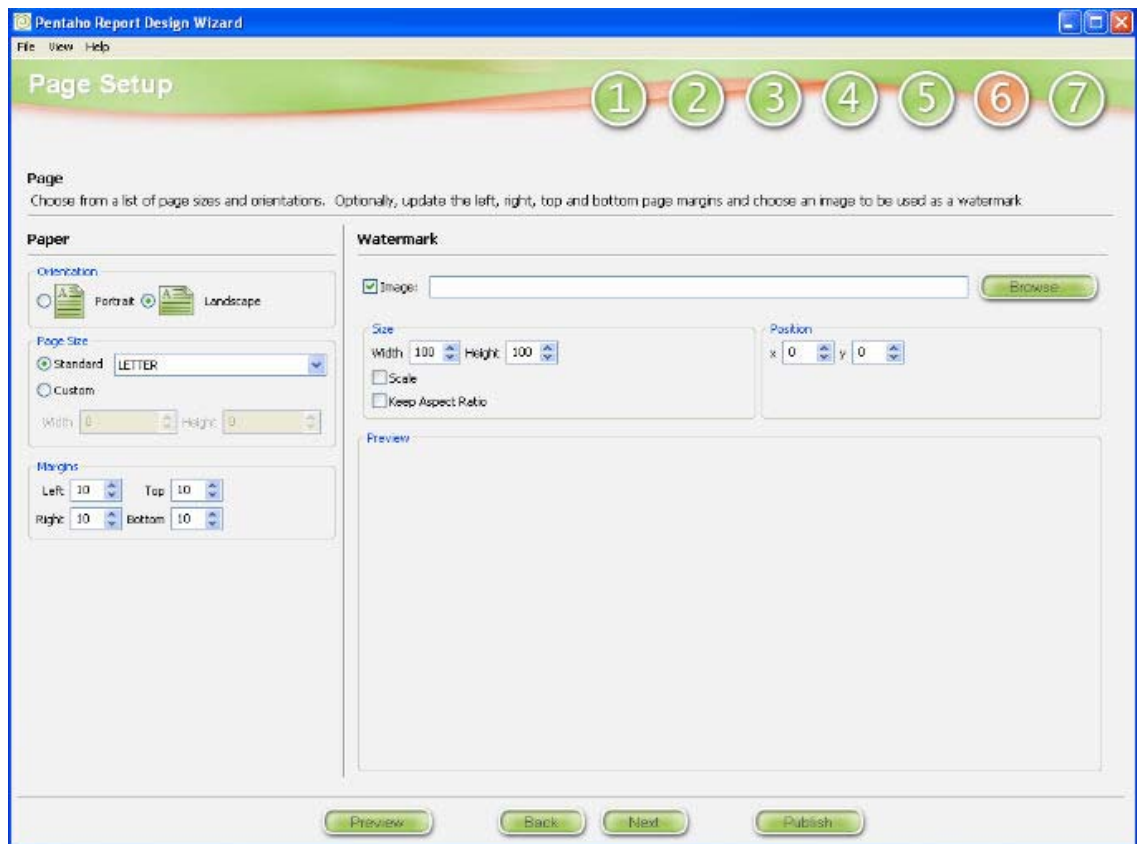 Pentaho Report Design Wizard
File View Help
Page Setup
1 2 3 4 5 6 7
Page
Choose from a list of page sizes and orientations. Optionally, update the left, right, top and bottom page margins and choose an image to be used as a watermark
Paper
Orientation
Portrait Landscape
Page Size
Standard LETTER
Custom
Width 0 Height 0
Margins
Left 10 Top 10
Right 10 Bottom 10
Watermark
Image: Browse
Size
Width 100 Height 100
Scale
Keep Aspect Ratio
Position
x 0 y 0
Preview
Preview Back Next Publish